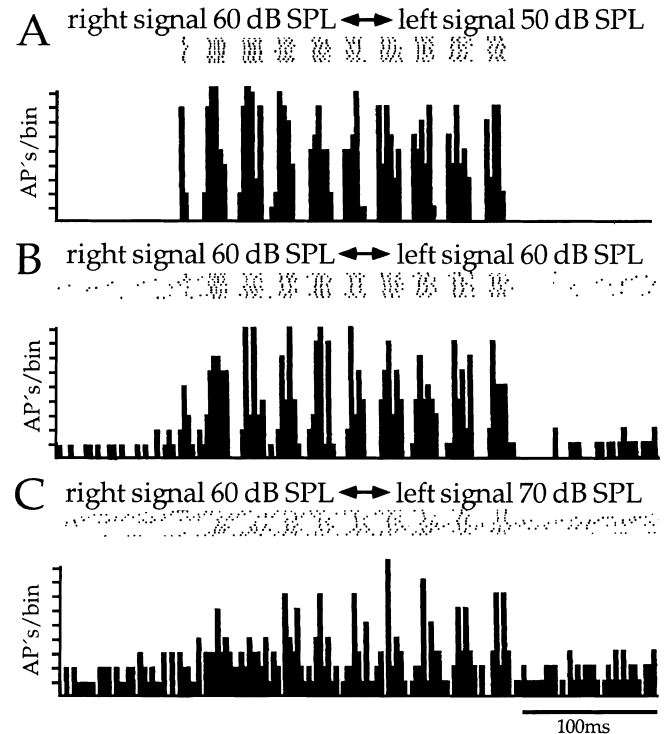 A
right signal 60 dB SPL ◄─► left signal 50 dB SPL
AP´s/bin
B
right signal 60 dB SPL ◄─► left signal 60 dB SPL
AP´s/bin
C
right signal 60 dB SPL ◄─► left signal 70 dB SPL
AP´s/bin
100ms